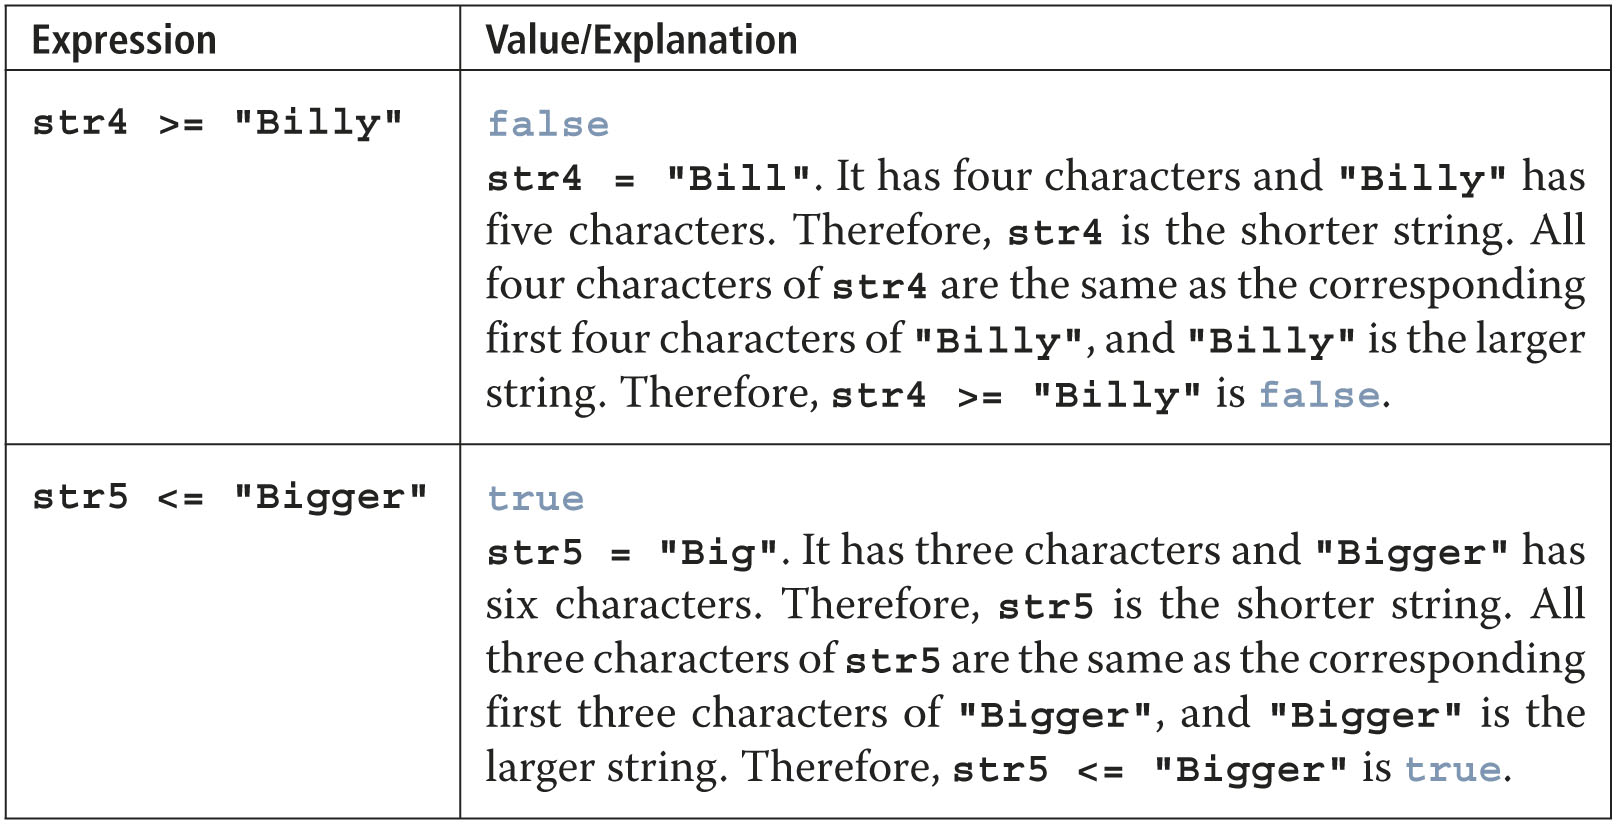 Expression
Value/Explanation
str4 >= "Billy"
false
str4 = "Bill". It has four characters and "Billy" has
five characters. Therefore, str4 is the shorter string. All
four characters of str4 are the same as the corresponding
first four characters of "Billy", and "Billy" is the larger
string. Therefore, str4 >= "Billy" is false.
str5 <= "Bigger"
true
str5 = "Big". It has three characters and "Bigger" has
six characters. Therefore, str5 is the shorter string. All
three characters of str5 are the same as the corresponding
first three characters of "Bigger", and "Bigger" is the
larger string. Therefore, str5 <= "Bigger" is true.